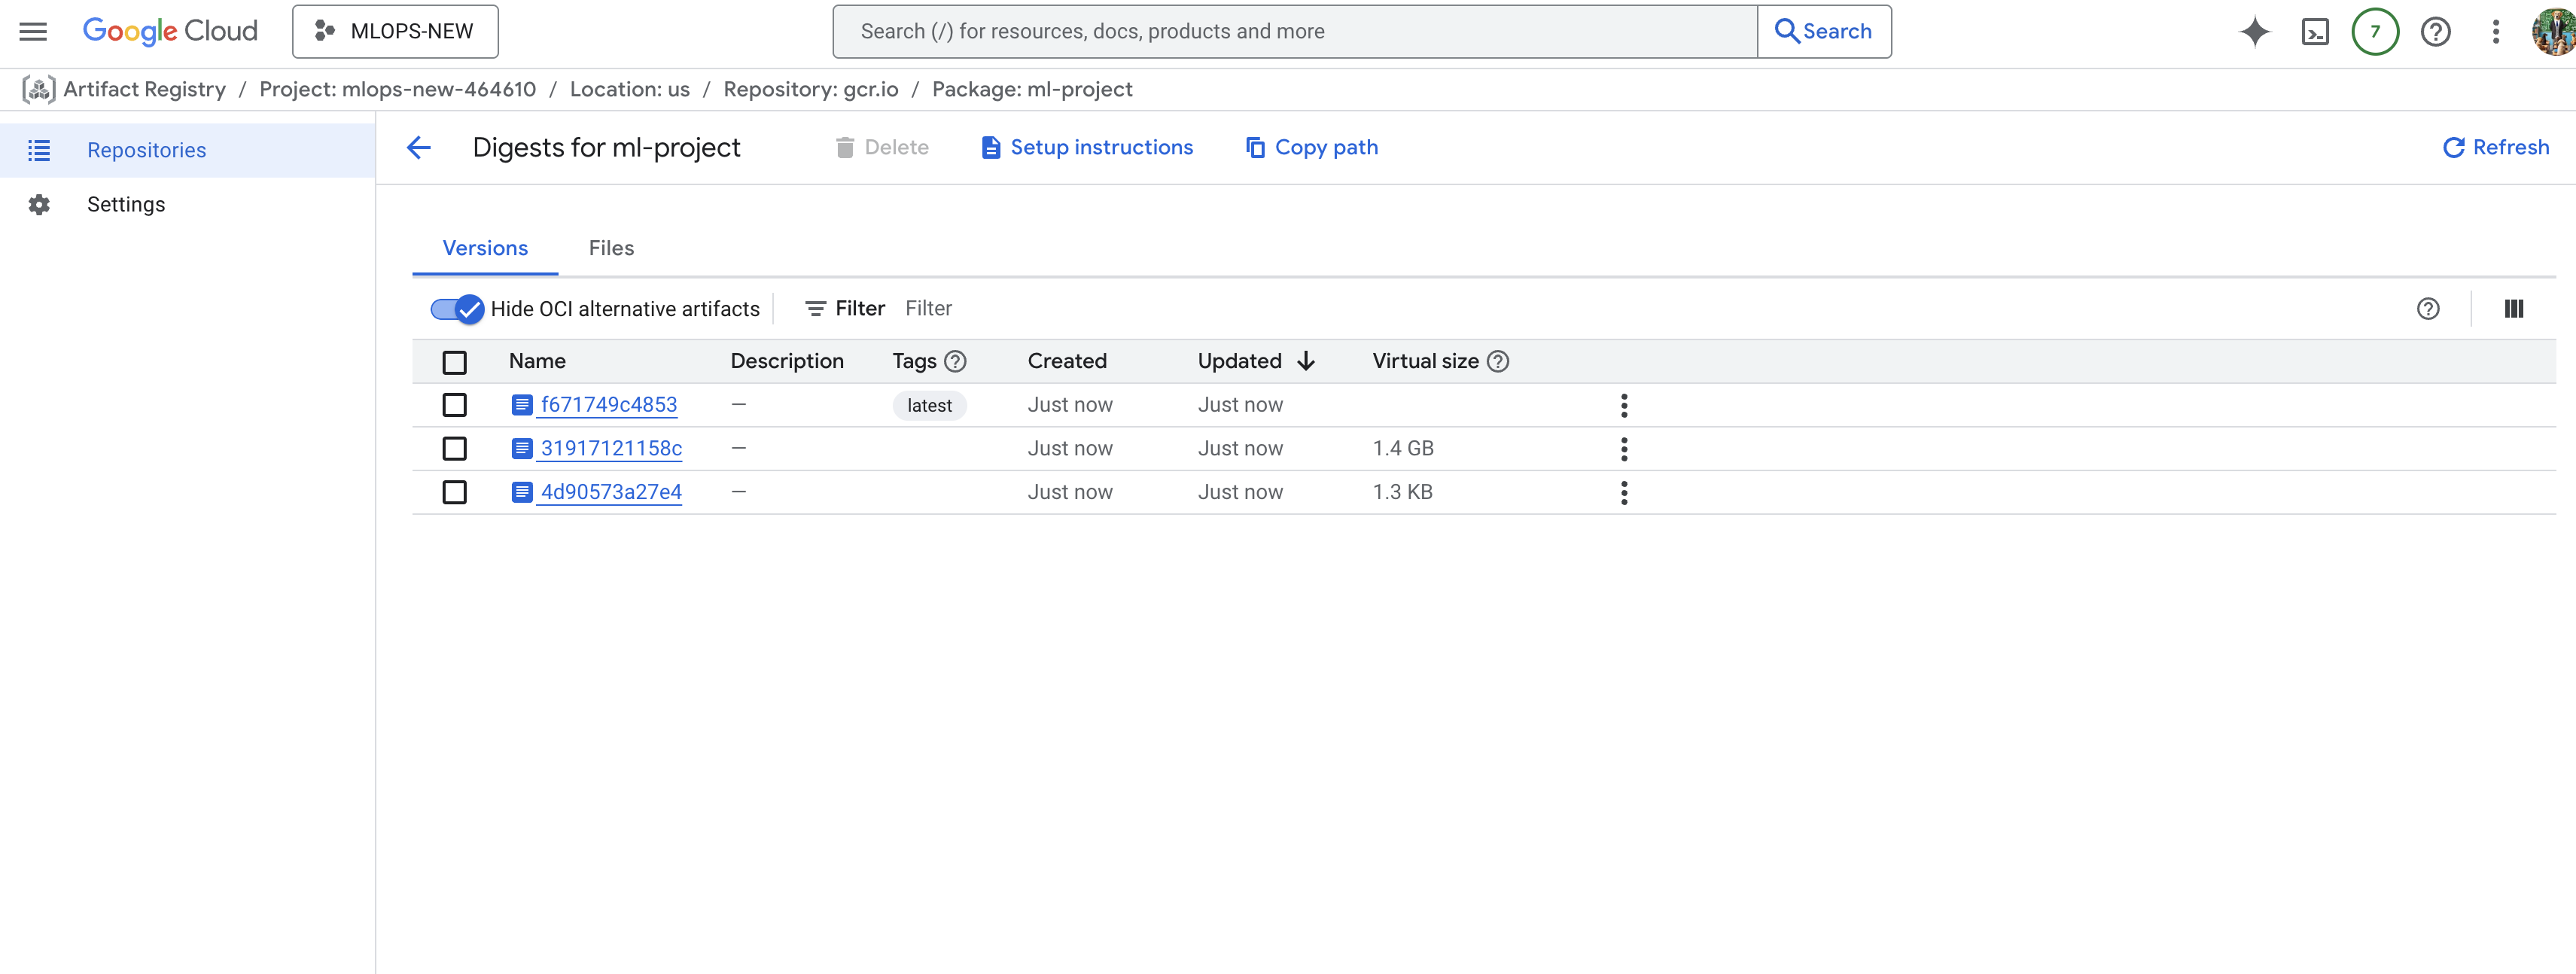 Google Cloud MLOPS-NEW Search (/) for resources, docs, products and more Search 7
Artifact Registry / Project: mlops-new-464610 / Location: us / Repository: gcr.io / Package: ml-project
Repositories
Settings
Digests for ml-project Delete Setup instructions Copy path Refresh
Versions Files
Hide OCI alternative artifacts Filter Filter
Name Description Tags Created Updated Virtual size
f671749c4853 — latest Just now Just now
31917121158c — Just now Just now 1.4 GB
4d90573a27e4 — Just now Just now 1.3 KB